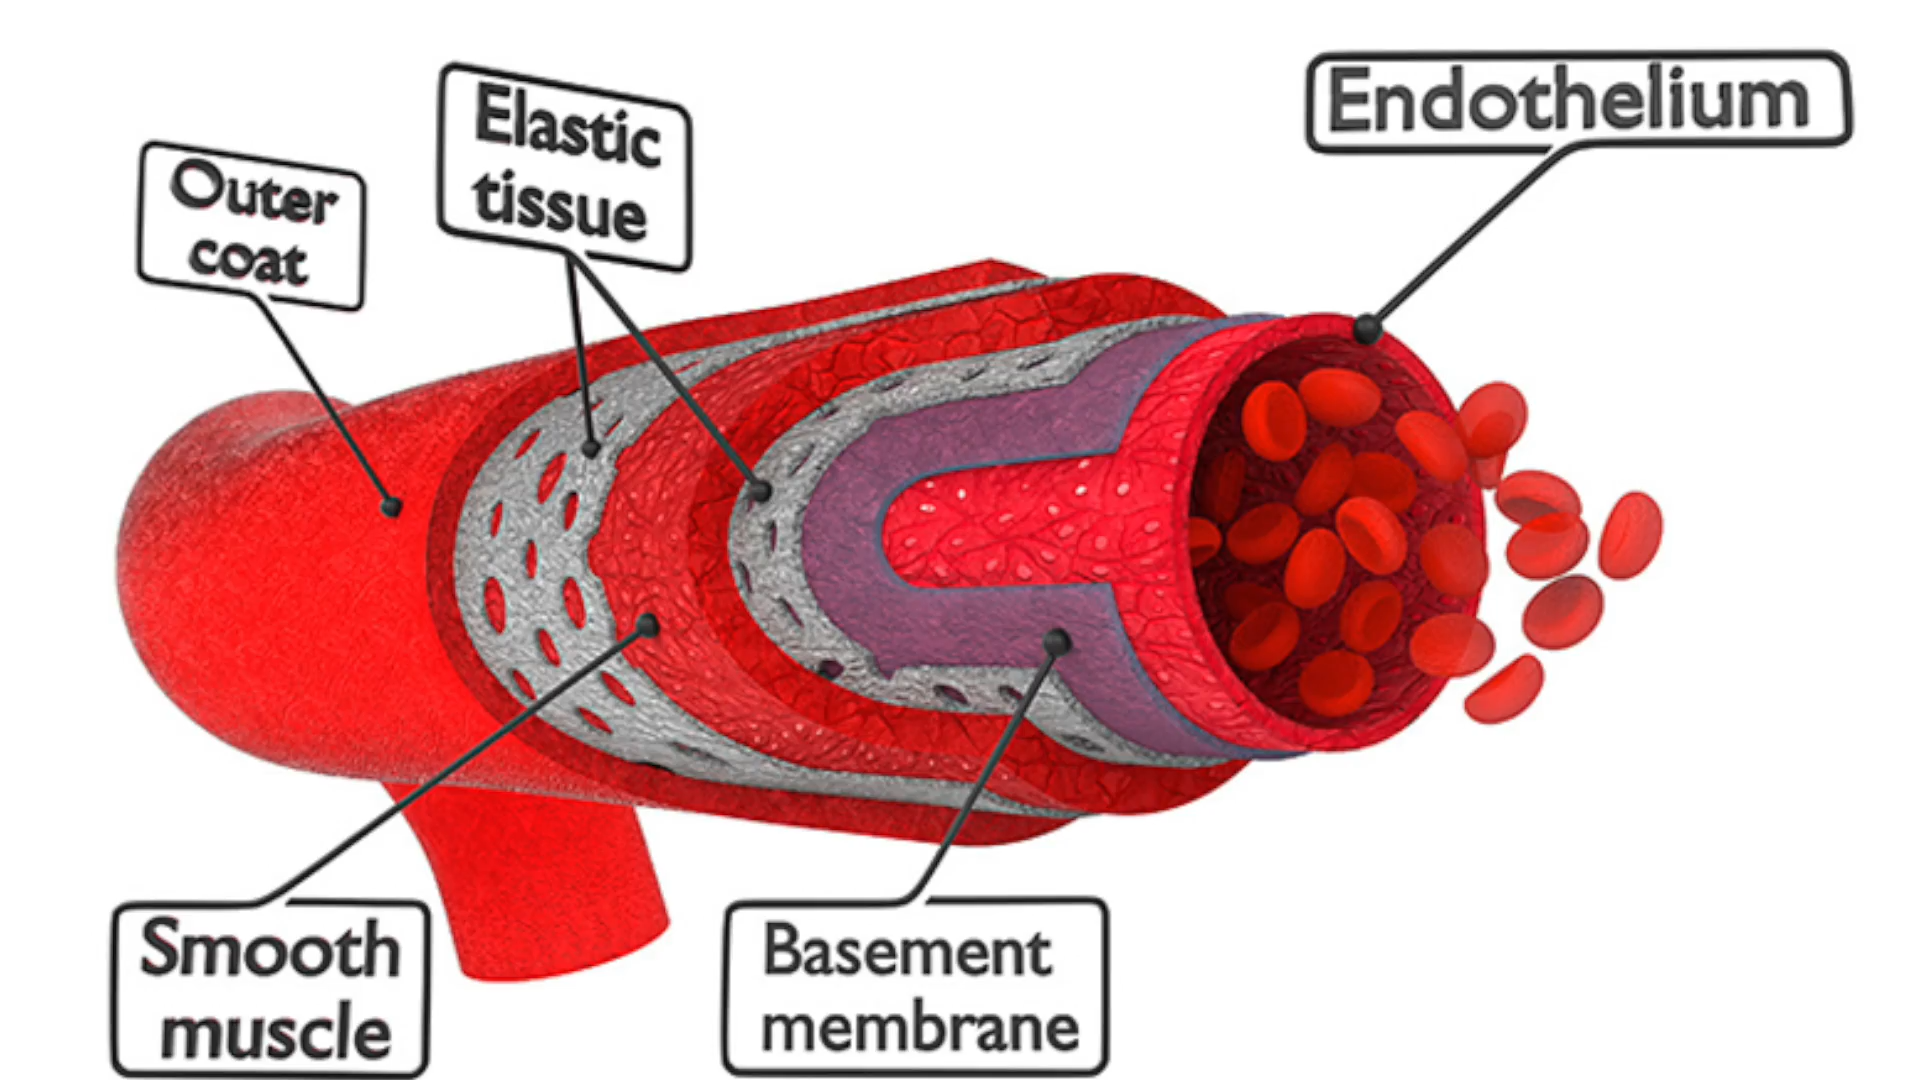 Outer
coat
Elastic
tissue
Endothelium
Smooth
muscle
Basement
membrane